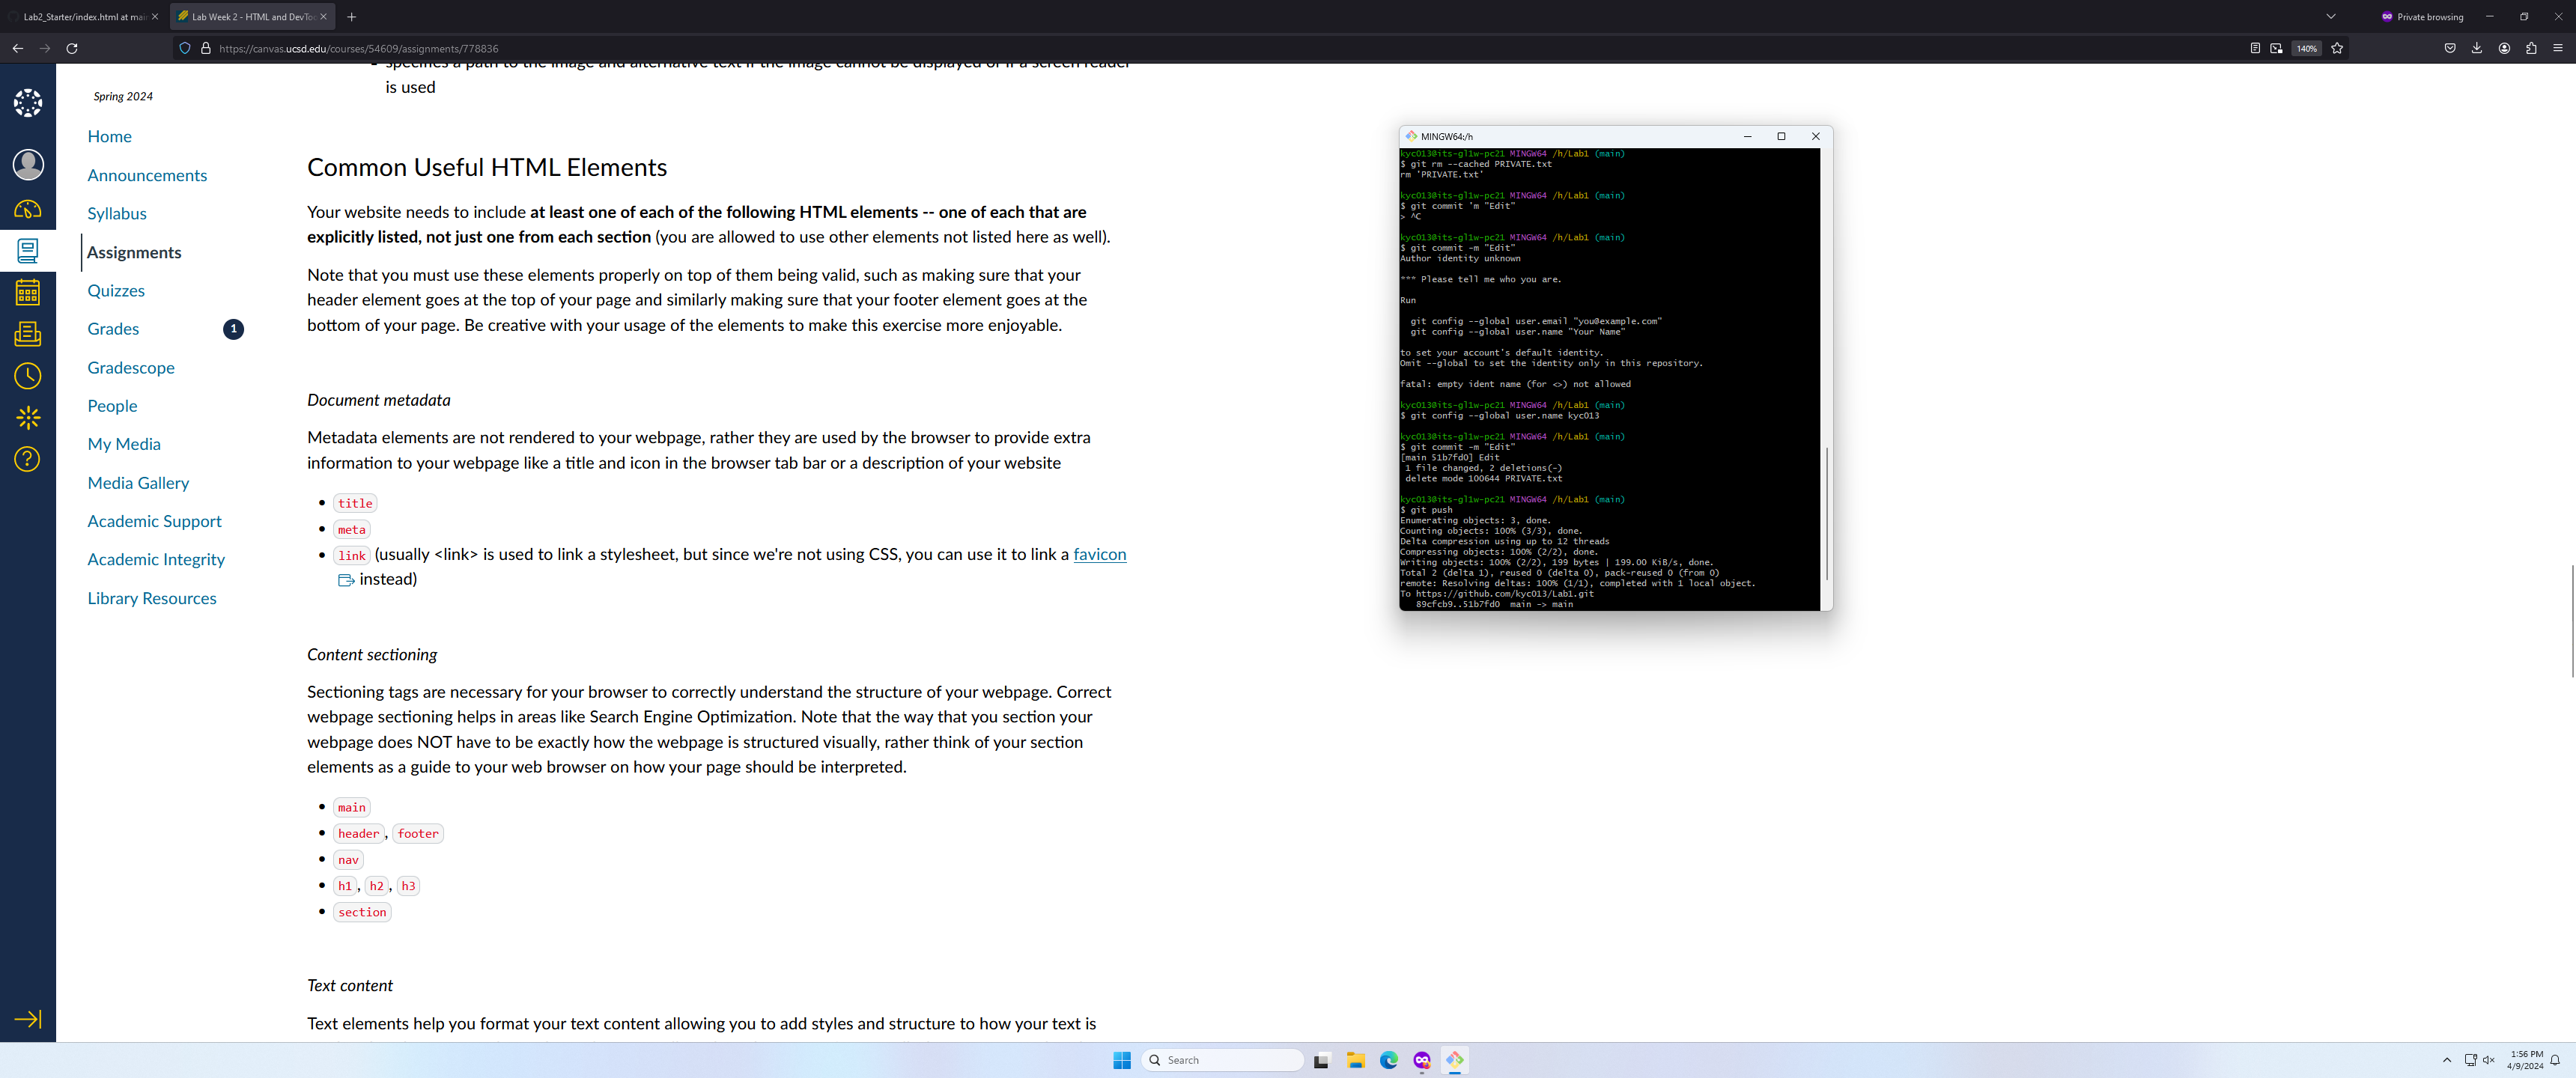 Lab2_Starter/index.html at mai
Lab Week 2 - HTML and DevToo
Private browsing
https://canvas.ucsd.edu/courses/54609/assignments/778836
140%
Spring 2024
Home
Announcements
Syllabus
Assignments
Quizzes
Grades
1
Gradescope
People
My Media
Media Gallery
Academic Support
Academic Integrity
Library Resources
specifies a path to the image and alternative text if the image cannot be displayed or if a screen reader
is used
Common Useful HTML Elements
Your website needs to include at least one of each of the following HTML elements -- one of each that are
explicitly listed, not just one from each section (you are allowed to use other elements not listed here as well).
Note that you must use these elements properly on top of them being valid, such as making sure that your
header element goes at the top of your page and similarly making sure that your footer element goes at the
bottom of your page. Be creative with your usage of the elements to make this exercise more enjoyable.
Document metadata
Metadata elements are not rendered to your webpage, rather they are used by the browser to provide extra
information to your webpage like a title and icon in the browser tab bar or a description of your website
title
meta
link (usually <link> is used to link a stylesheet, but since we're not using CSS, you can use it to link a favicon
instead)
Content sectioning
Sectioning tags are necessary for your browser to correctly understand the structure of your webpage. Correct
webpage sectioning helps in areas like Search Engine Optimization. Note that the way that you section your
webpage does NOT have to be exactly how the webpage is structured visually, rather think of your section
elements as a guide to your web browser on how your page should be interpreted.
main
header, footer
nav
h1, h2, h3
section
Text content
Text elements help you format your text content allowing you to add styles and structure to how your text is
MINGW64:/h
kyc013@its-gl1w-pc21 MINGW64 /h/Lab1 (main)
$ git rm --cached PRIVATE.txt
rm 'PRIVATE.txt'
kyc013@its-gl1w-pc21 MINGW64 /h/Lab1 (main)
$ git commit 'm "Edit"
> ^C
kyc013@its-gl1w-pc21 MINGW64 /h/Lab1 (main)
$ git commit -m "Edit"
Author identity unknown
*** Please tell me who you are.
Run
git config --global user.email "you@example.com"
git config --global user.name "Your Name"
to set your account's default identity.
Omit --global to set the identity only in this repository.
fatal: empty ident name (for <>) not allowed
kyc013@its-gl1w-pc21 MINGW64 /h/Lab1 (main)
$ git config --global user.name kyc013
kyc013@its-gl1w-pc21 MINGW64 /h/Lab1 (main)
$ git commit -m "Edit"
[main 51b7fd0] Edit
1 file changed, 2 deletions(-)
delete mode 100644 PRIVATE.txt
kyc013@its-gl1w-pc21 MINGW64 /h/Lab1 (main)
$ git push
Enumerating objects: 3, done.
Counting objects: 100% (3/3), done.
Delta compression using up to 12 threads
Compressing objects: 100% (2/2), done.
Writing objects: 100% (2/2), 199 bytes | 199.00 KiB/s, done.
Total 2 (delta 1), reused 0 (delta 0), pack-reused 0 (from 0)
remote: Resolving deltas: 100% (1/1), completed with 1 local object.
To https://github.com/kyc013/Lab1.git
89cfcb9..51b7fd0 main -> main
Search
1:56 PM
4/9/2024